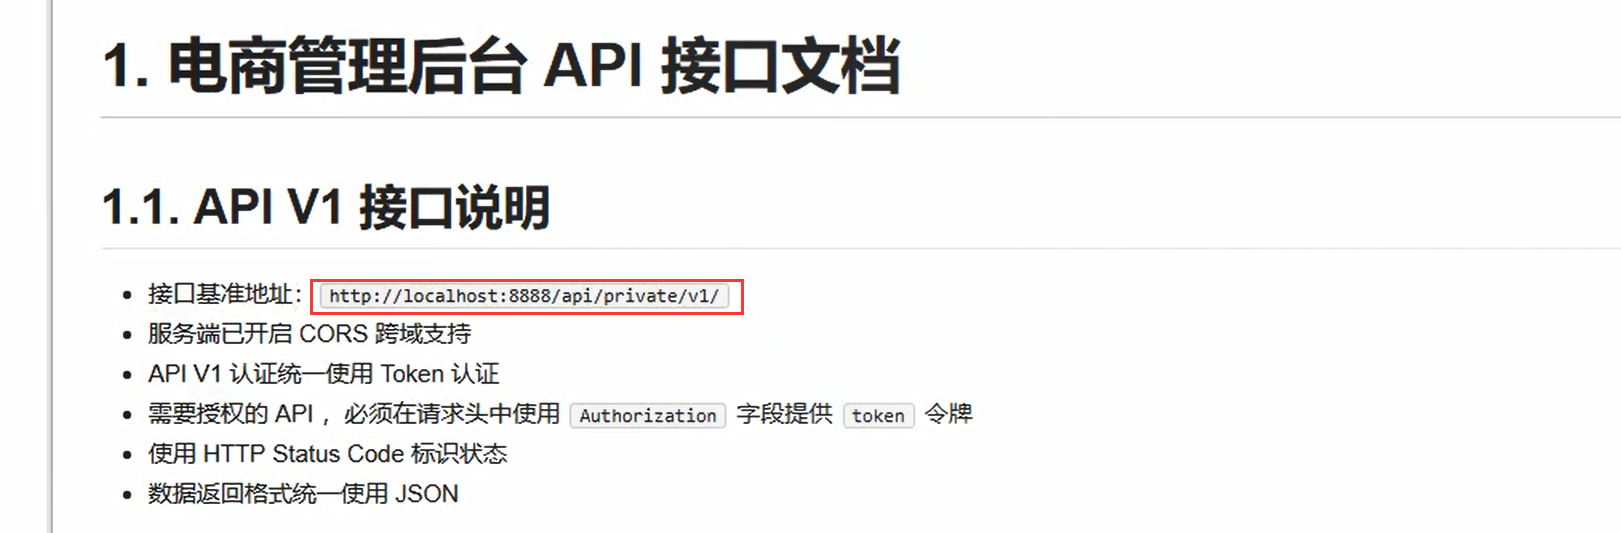 1. 电商管理后台 API 接口文档
1.1. API V1 接口说明
接口基准地址：http://localhost:8888/api/private/v1/
服务端已开启 CORS 跨域支持
API V1 认证统一使用 Token 认证
需要授权的 API ，必须在请求头中使用 Authorization 字段提供 token 令牌
使用 HTTP Status Code 标识状态
数据返回格式统一使用 JSON